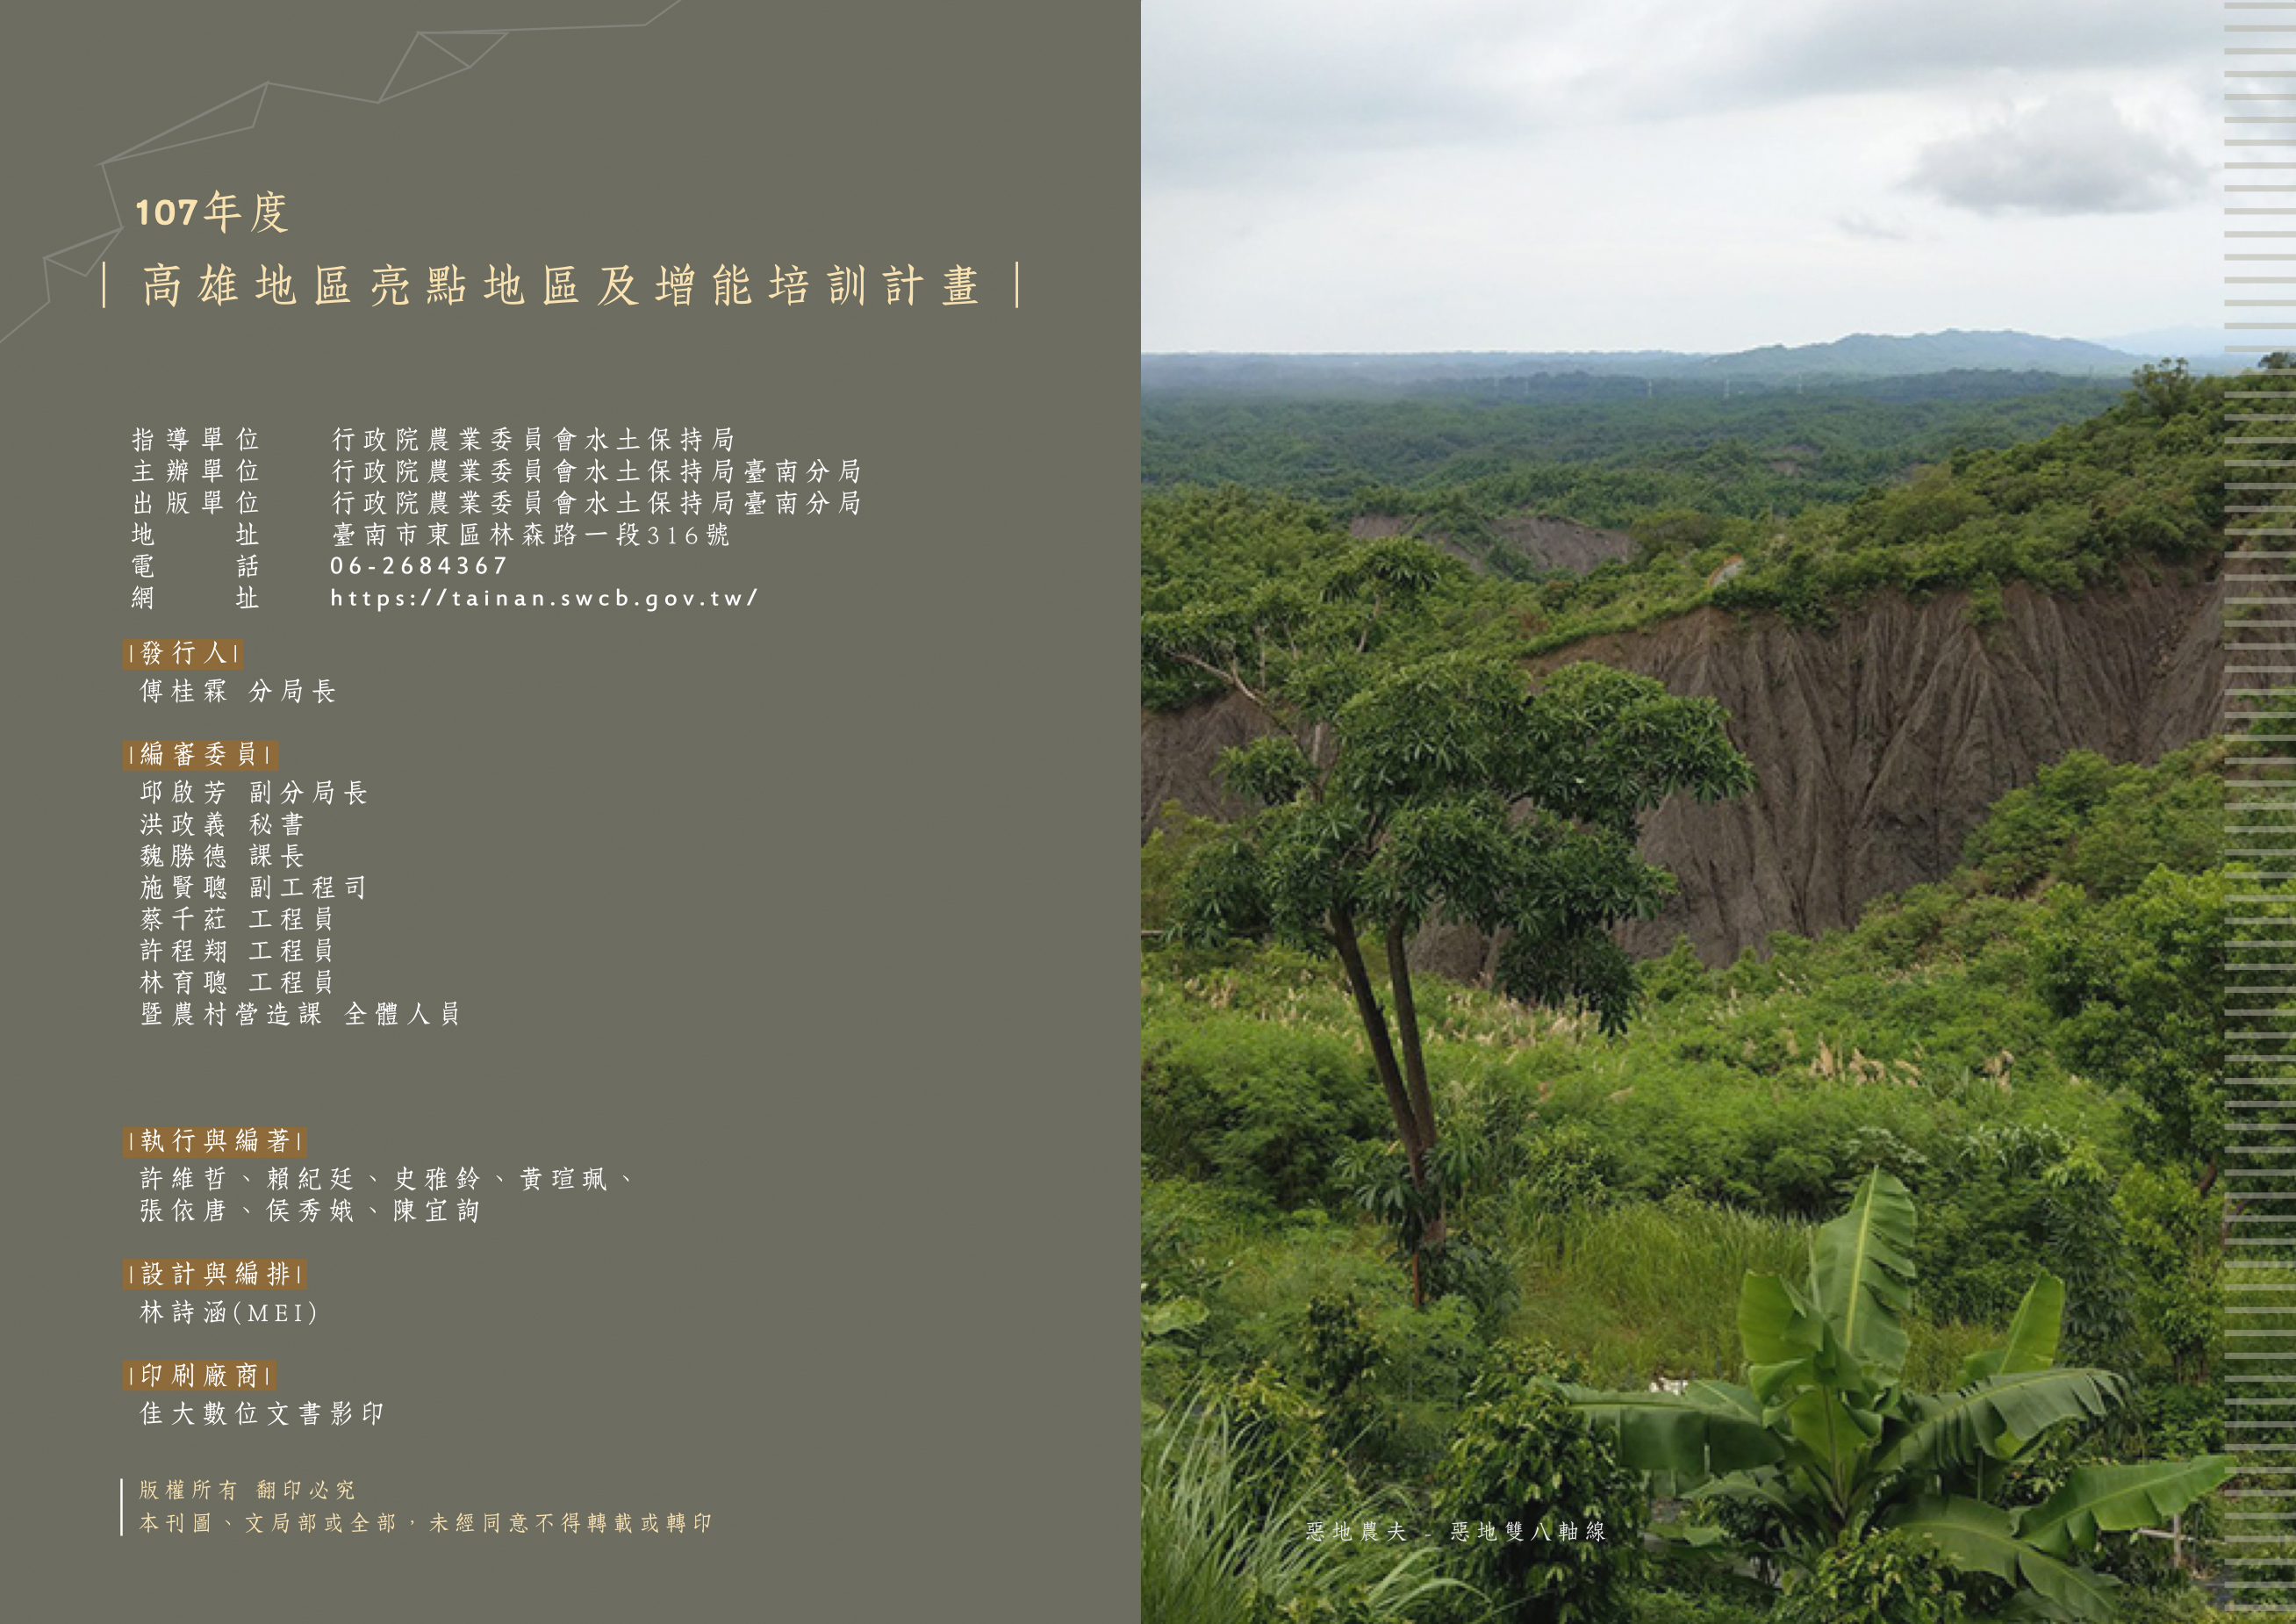 107年度
高雄地區亮點地區及增能培訓計畫
指導單位 行政院農業委員會水土保持局
主辦單位 行政院農業委員會水土保持局臺南分局
出版單位 行政院農業委員會水土保持局臺南分局
地址 臺南市東區林森路一段316號
電話 06-2684367
網址 https://tainan.swcb.gov.tw/
|發行人|
傅桂霖 分局長
|編審委員|
邱啟芳 副分局長
洪政義 秘書
魏勝德 課長
施賢聰 副工程司
蔡千莊 工程員
許程翔 工程員
林育聰 工程員
暨農村營造課 全體人員
|執行與編著|
許維哲、賴紀廷、史雅鈴、黃瑄珮、
張依唐、侯秀娥、陳宜詢
|設計與編排|
林詩涵(MEI)
|印刷廠商|
佳大數位文書影印
版權所有 翻印必究
本刊圖、文局部或全部，未經同意不得轉載或轉印
惡地農夫 - 惡地雙八軸線